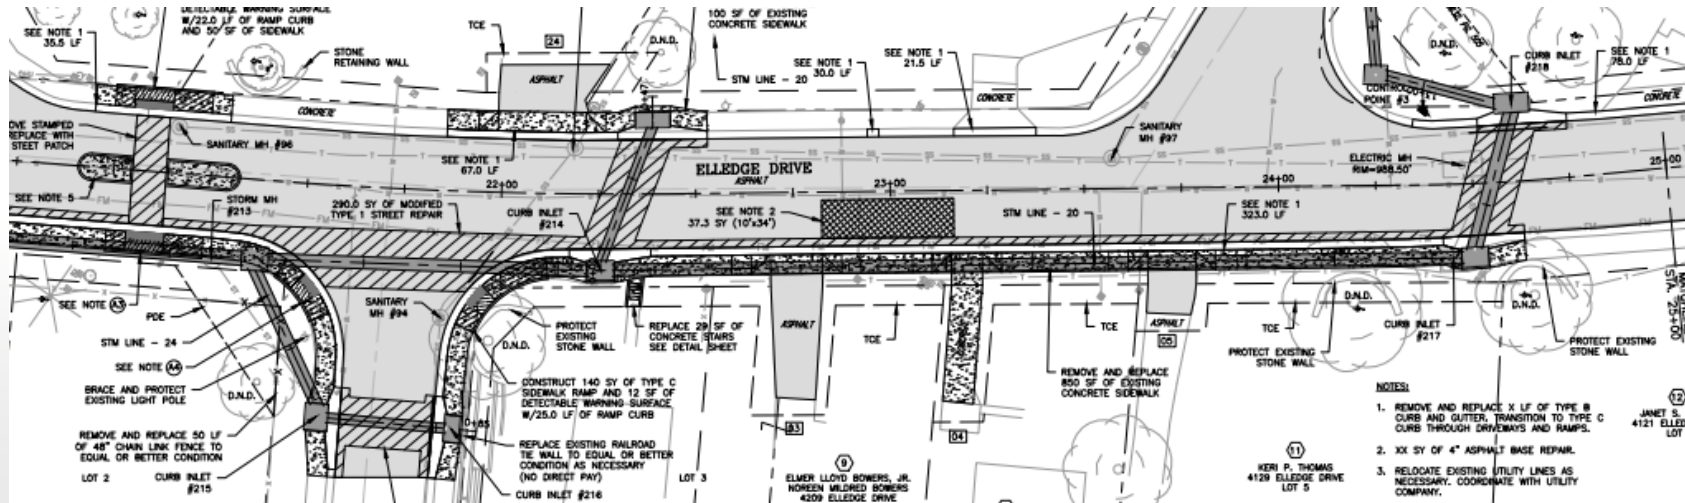 DETECTABLE WARNING SURFACE
W/22.0 LF OF RAMP CURB
AND 50 SF OF SIDEWALK
SEE NOTE 1
35.5 LF
STONE
RETAINING WALL
TCE
24
D.N.D.
100 SF OF EXISTING
CONCRETE SIDEWALK
STM LINE - 20
SEE NOTE 1
30.0 LF
SEE NOTE 1
21.5 LF
D.N.D.
CURB INLET
#218
SEE NOTE 1
78.0 LF
CONTROL
POINT #3
ASPHALT
CONCRETE
CONCRETE
CONCRETE
OVE STAMPED
REPLACE WITH
STEET PATCH
SANITARY MH #96
SEE NOTE 1
67.0 LF
SANITARY
MH #97
ELLEDGE DRIVE
ASPHALT
ELECTRIC MH
RIM=988.50'
22+00
23+00
24+00
25+00
SEE NOTE 5
STORM MH
#213
290.0 SY OF MODIFIED
TYPE 1 STREET REPAIR
CURB INLET
#214
SEE NOTE 2
37.3 SY (10'x34')
STM LINE - 20
SEE NOTE 1
323.0 LF
SEE NOTE A3
PDE
STM LINE - 24
SEE NOTE A4
BRACE AND PROTECT
EXISTING LIGHT POLE
D.N.D.
SANITARY
MH #94
D.N.D.
PROTECT
EXISTING
STONE WALL
REPLACE 29 SF OF
CONCRETE STAIRS
SEE DETAIL SHEET
ASPHALT
TCE
TCE
ASPHALT
05
TCE
D.N.D.
PROTECT EXISTING
STONE WALL
CURB INLET
#217
D.N.D.
PROTECT EXISTING
STONE WALL
STA. 25+00
CONSTRUCT 140 SY OF TYPE C
SIDEWALK RAMP AND 12 SF OF
DETECTABLE WARNING SURFACE
W/25.0 LF OF RAMP CURB
REMOVE AND REPLACE
850 SF OF EXISTING
CONCRETE SIDEWALK
REMOVE AND REPLACE 50 LF
OF 48" CHAIN LINK FENCE TO
EQUAL OR BETTER CONDITION
LOT 2
CURB INLET
#215
0+85
REPLACE EXISTING RAILROAD
TIE WALL TO EQUAL OR BETTER
CONDITION AS NECESSARY
(NO DIRECT PAY)
CURB INLET #216
LOT 3
04
9
ELMER LLOYD BOWERS, JR.
NOREEN MILDRED BOWERS
4209 ELLEDGE DRIVE
11
KERI P. THOMAS
4129 ELLEDGE DRIVE
LOT 5
NOTES:
1. REMOVE AND REPLACE X LF OF TYPE B
CURB AND GUTTER, TRANSITION TO TYPE C
CURB THROUGH DRIVEWAYS AND RAMPS.
2. XX SY OF 4" ASPHALT BASE REPAIR.
3. RELOCATE EXISTING UTILITY LINES AS
NECESSARY. COORDINATE WITH UTILITY
COMPANY.
12
JANET S.
4121 ELLED
LOT